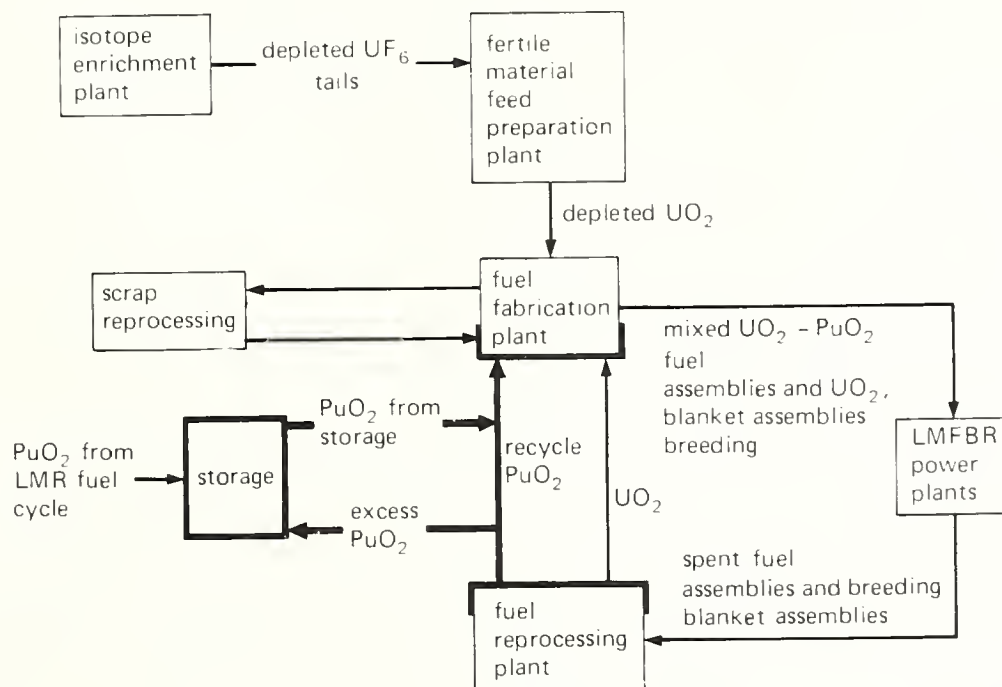 isotope
enrichment
plant
depleted UF₆
tails
fertile
material
feed
preparation
plant
depleted UO₂
scrap
reprocessing
fuel
fabrication
plant
mixed UO₂ – PuO₂
fuel
assemblies and UO₂,
blanket assemblies
breeding
PuO₂ from
storage
PuO₂ from
LMR fuel
cycle
storage
recycle
PuO₂
UO₂
LMFBR
power
plants
excess
PuO₂
spent fuel
assemblies and breeding
blanket assemblies
fuel
reprocessing
plant